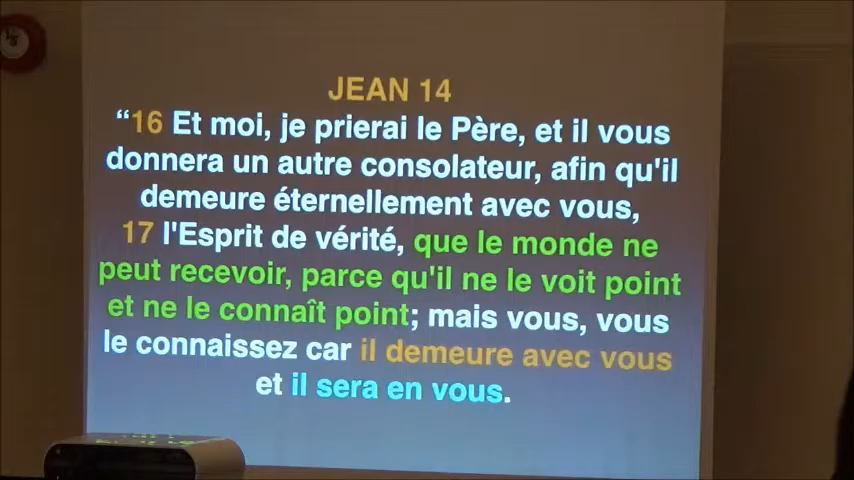 JEAN 14
“16 Et moi, je prierai le Père, et il vous
donnera un autre consolateur, afin qu'il
demeure éternellement avec vous,
17 l'Esprit de vérité, que le monde ne
peut recevoir, parce qu'il ne le voit point
et ne le connaît point; mais vous, vous
le connaissez car il demeure avec vous
et il sera en vous.